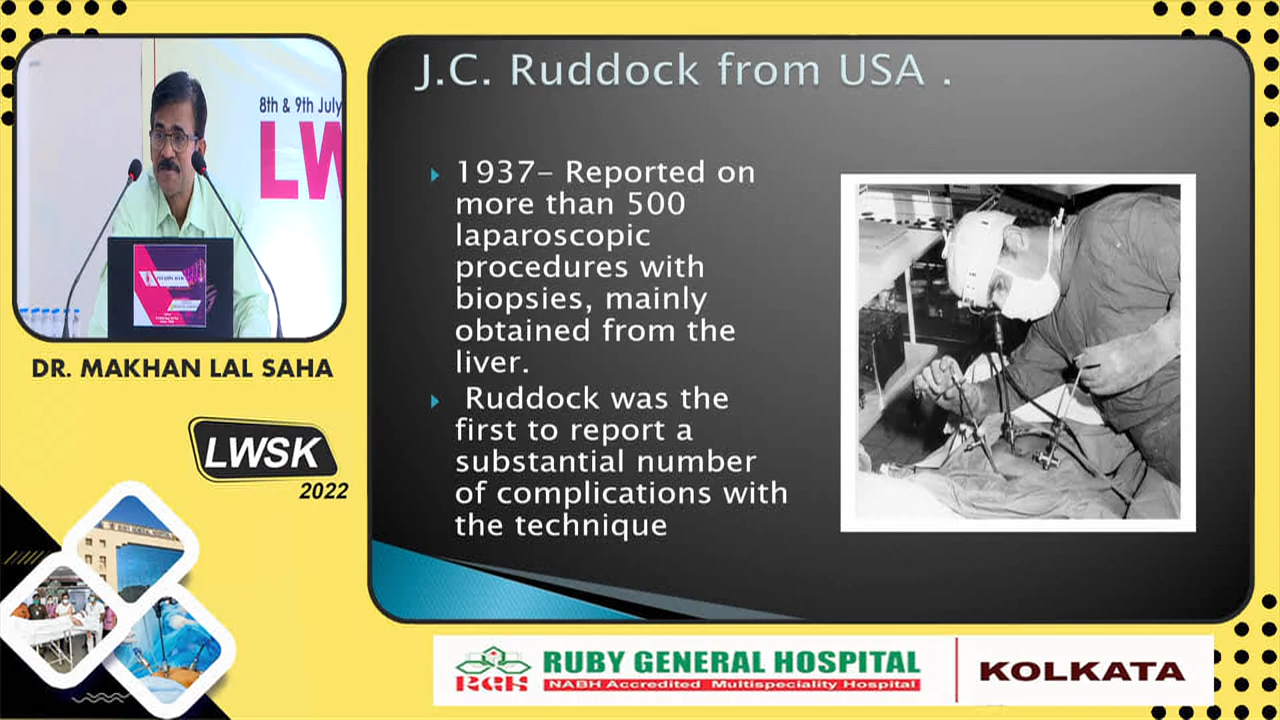 J.C. Ruddock from USA .
8th & 9th July
LW
1937– Reported on
more than 500
laparoscopic
procedures with
biopsies, mainly
obtained from the
liver.
Ruddock was the
first to report a
substantial number
of complications with
the technique
DR. MAKHAN LAL SAHA
LWSK
2022
RGH
RUBY GENERAL HOSPITAL
NABH Accredited Multispeciality Hospital
KOLKATA